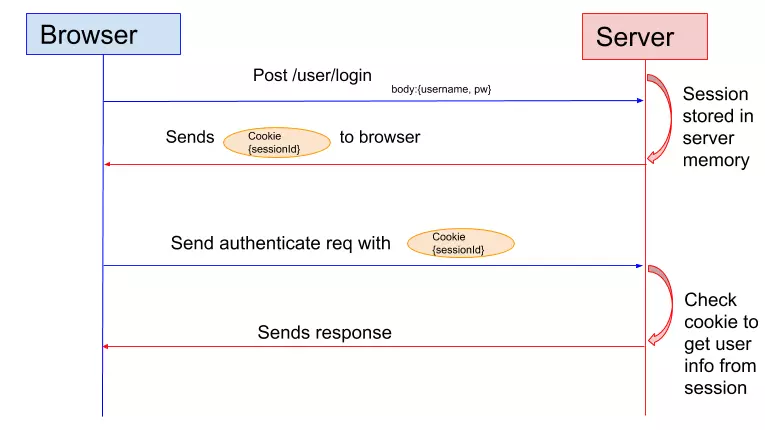 Browser
Server
Post /user/login
body:{username, pw}
Session
stored in
server
memory
Sends
Cookie
{sessionId}
to browser
Send authenticate req with
Cookie
{sessionId}
Check
cookie to
get user
info from
session
Sends response